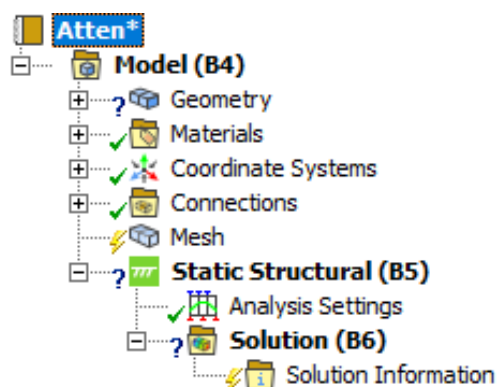 Atten*
Model (B4)
? Geometry
Materials
Coordinate Systems
Connections
Mesh
? Static Structural (B5)
Analysis Settings
? Solution (B6)
Solution Information